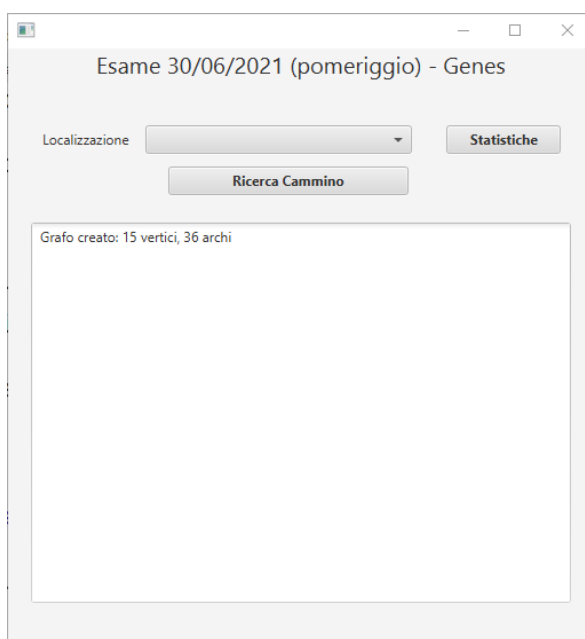 Esame 30/06/2021 (pomeriggio) - Genes
Localizzazione
Statistiche
Ricerca Cammino
Grafo creato: 15 vertici, 36 archi